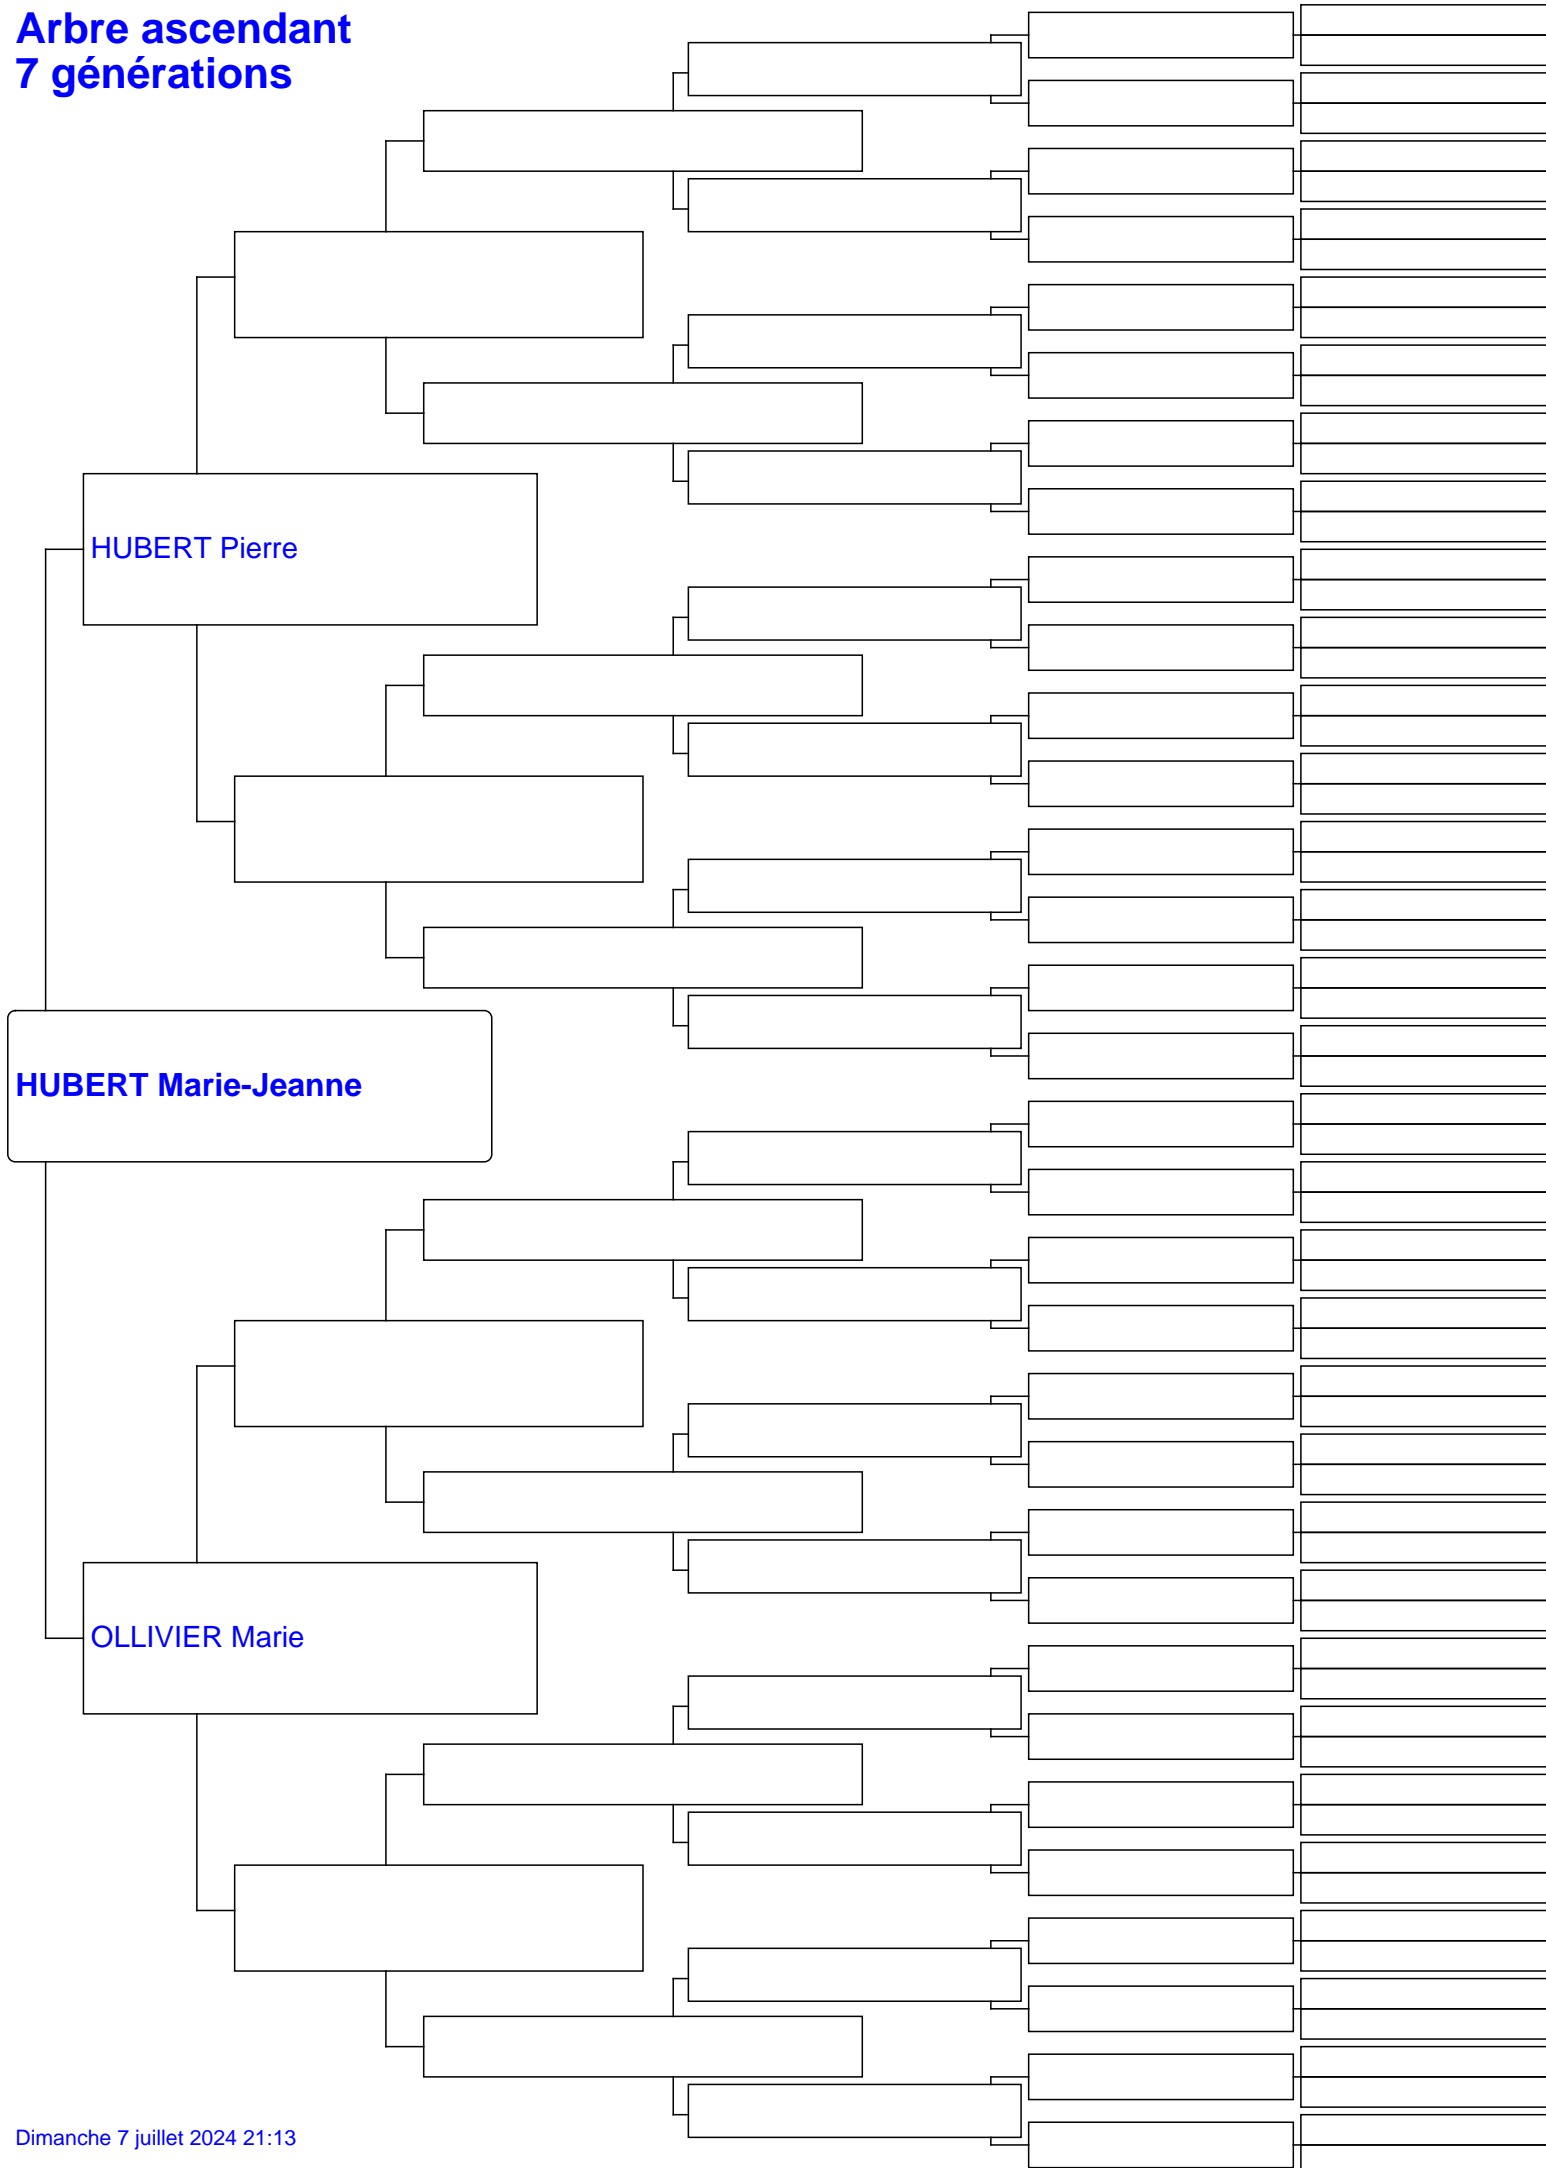 Arbre ascendant
7 générations
HUBERT Pierre
HUBERT Marie-Jeanne
OLLIVIER Marie
Dimanche 7 juillet 2024 21:13